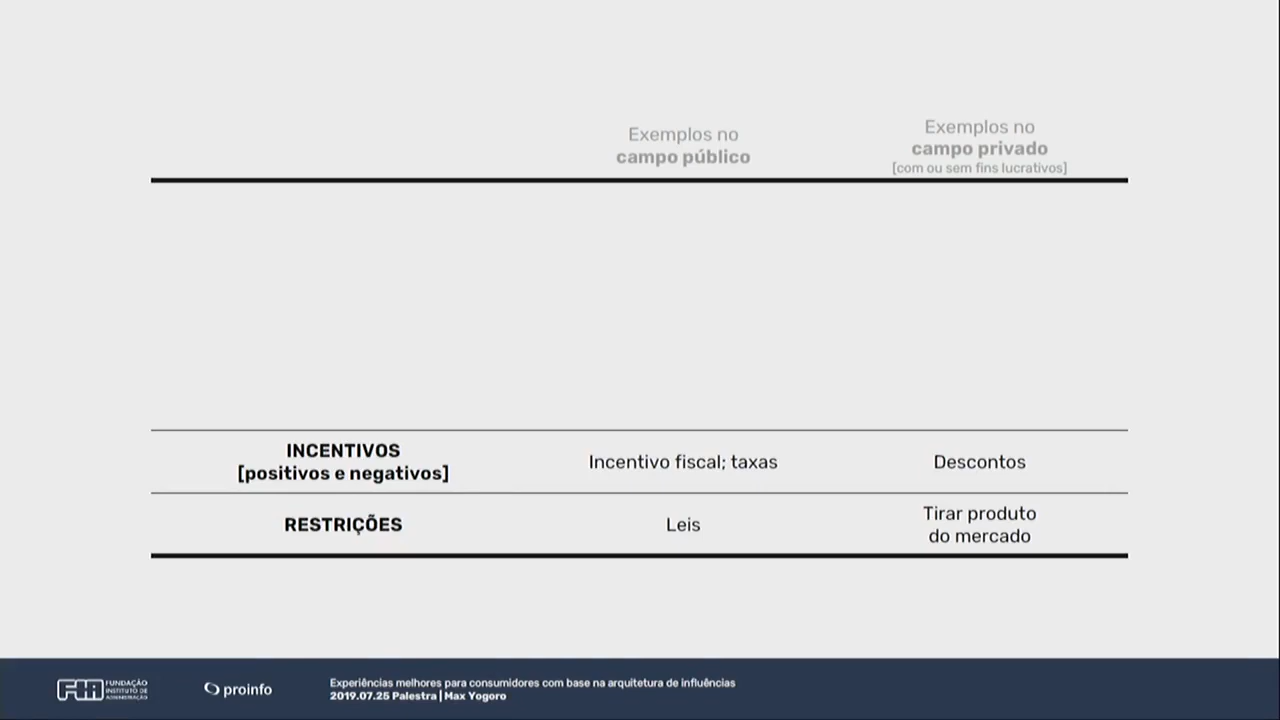 Exemplos no
campo público
Exemplos no
campo privado
[com ou sem fins lucrativos]
INCENTIVOS
[positivos e negativos]
Incentivo fiscal; taxas
Descontos
RESTRIÇÕES
Leis
Tirar produto
do mercado
FIA
FUNDAÇÃO
INSTITUTO DE
ADMINISTRAÇÃO
proinfo
Experiências melhores para consumidores com base na arquitetura de influências
2019.07.25 Palestra | Max Yogoro